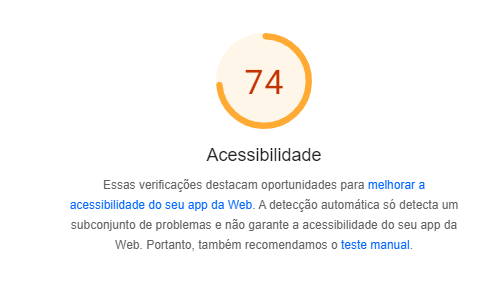 74
Acessibilidade
Essas verificações destacam oportunidades para melhorar a
acessibilidade do seu app da Web. A detecção automática só detecta um
subconjunto de problemas e não garante a acessibilidade do seu app da
Web. Portanto, também recomendamos o teste manual.